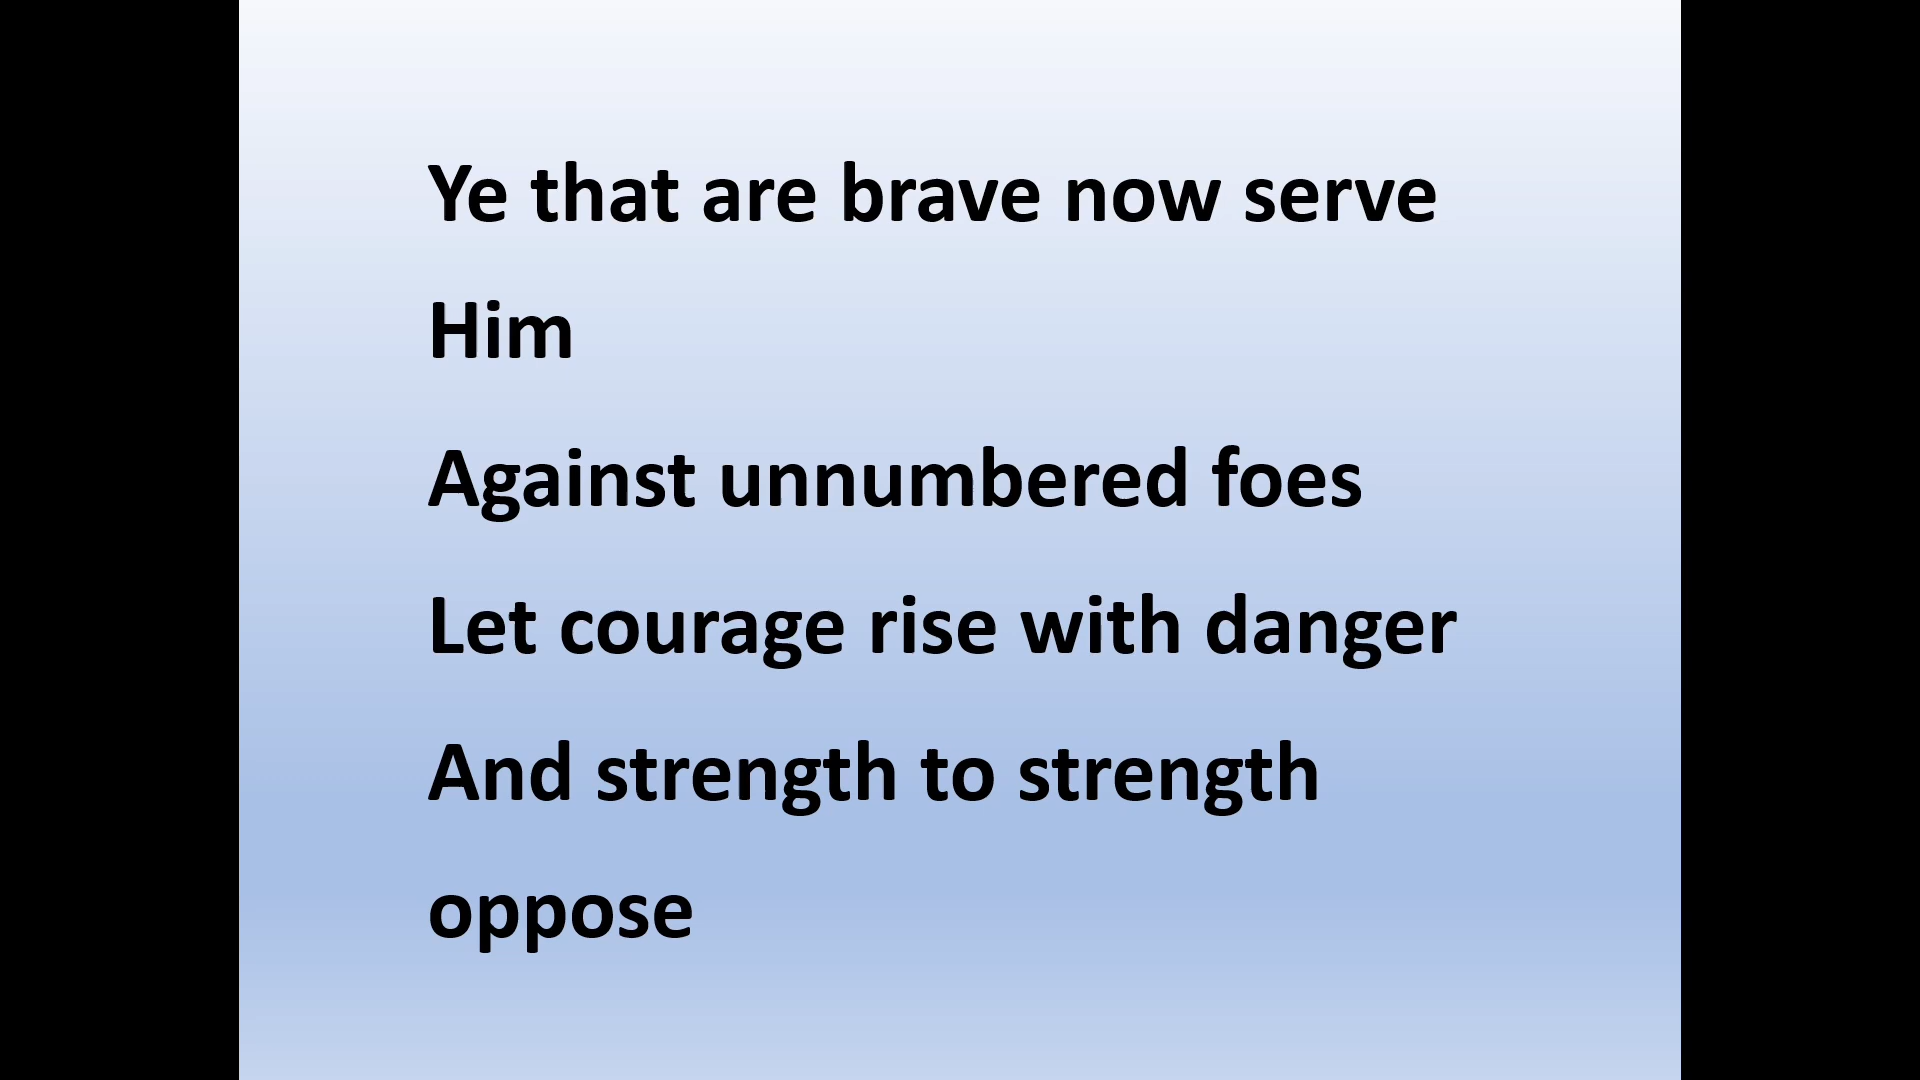 Ye that are brave now serve
Him
Against unnumbered foes
Let courage rise with danger
And strength to strength
oppose